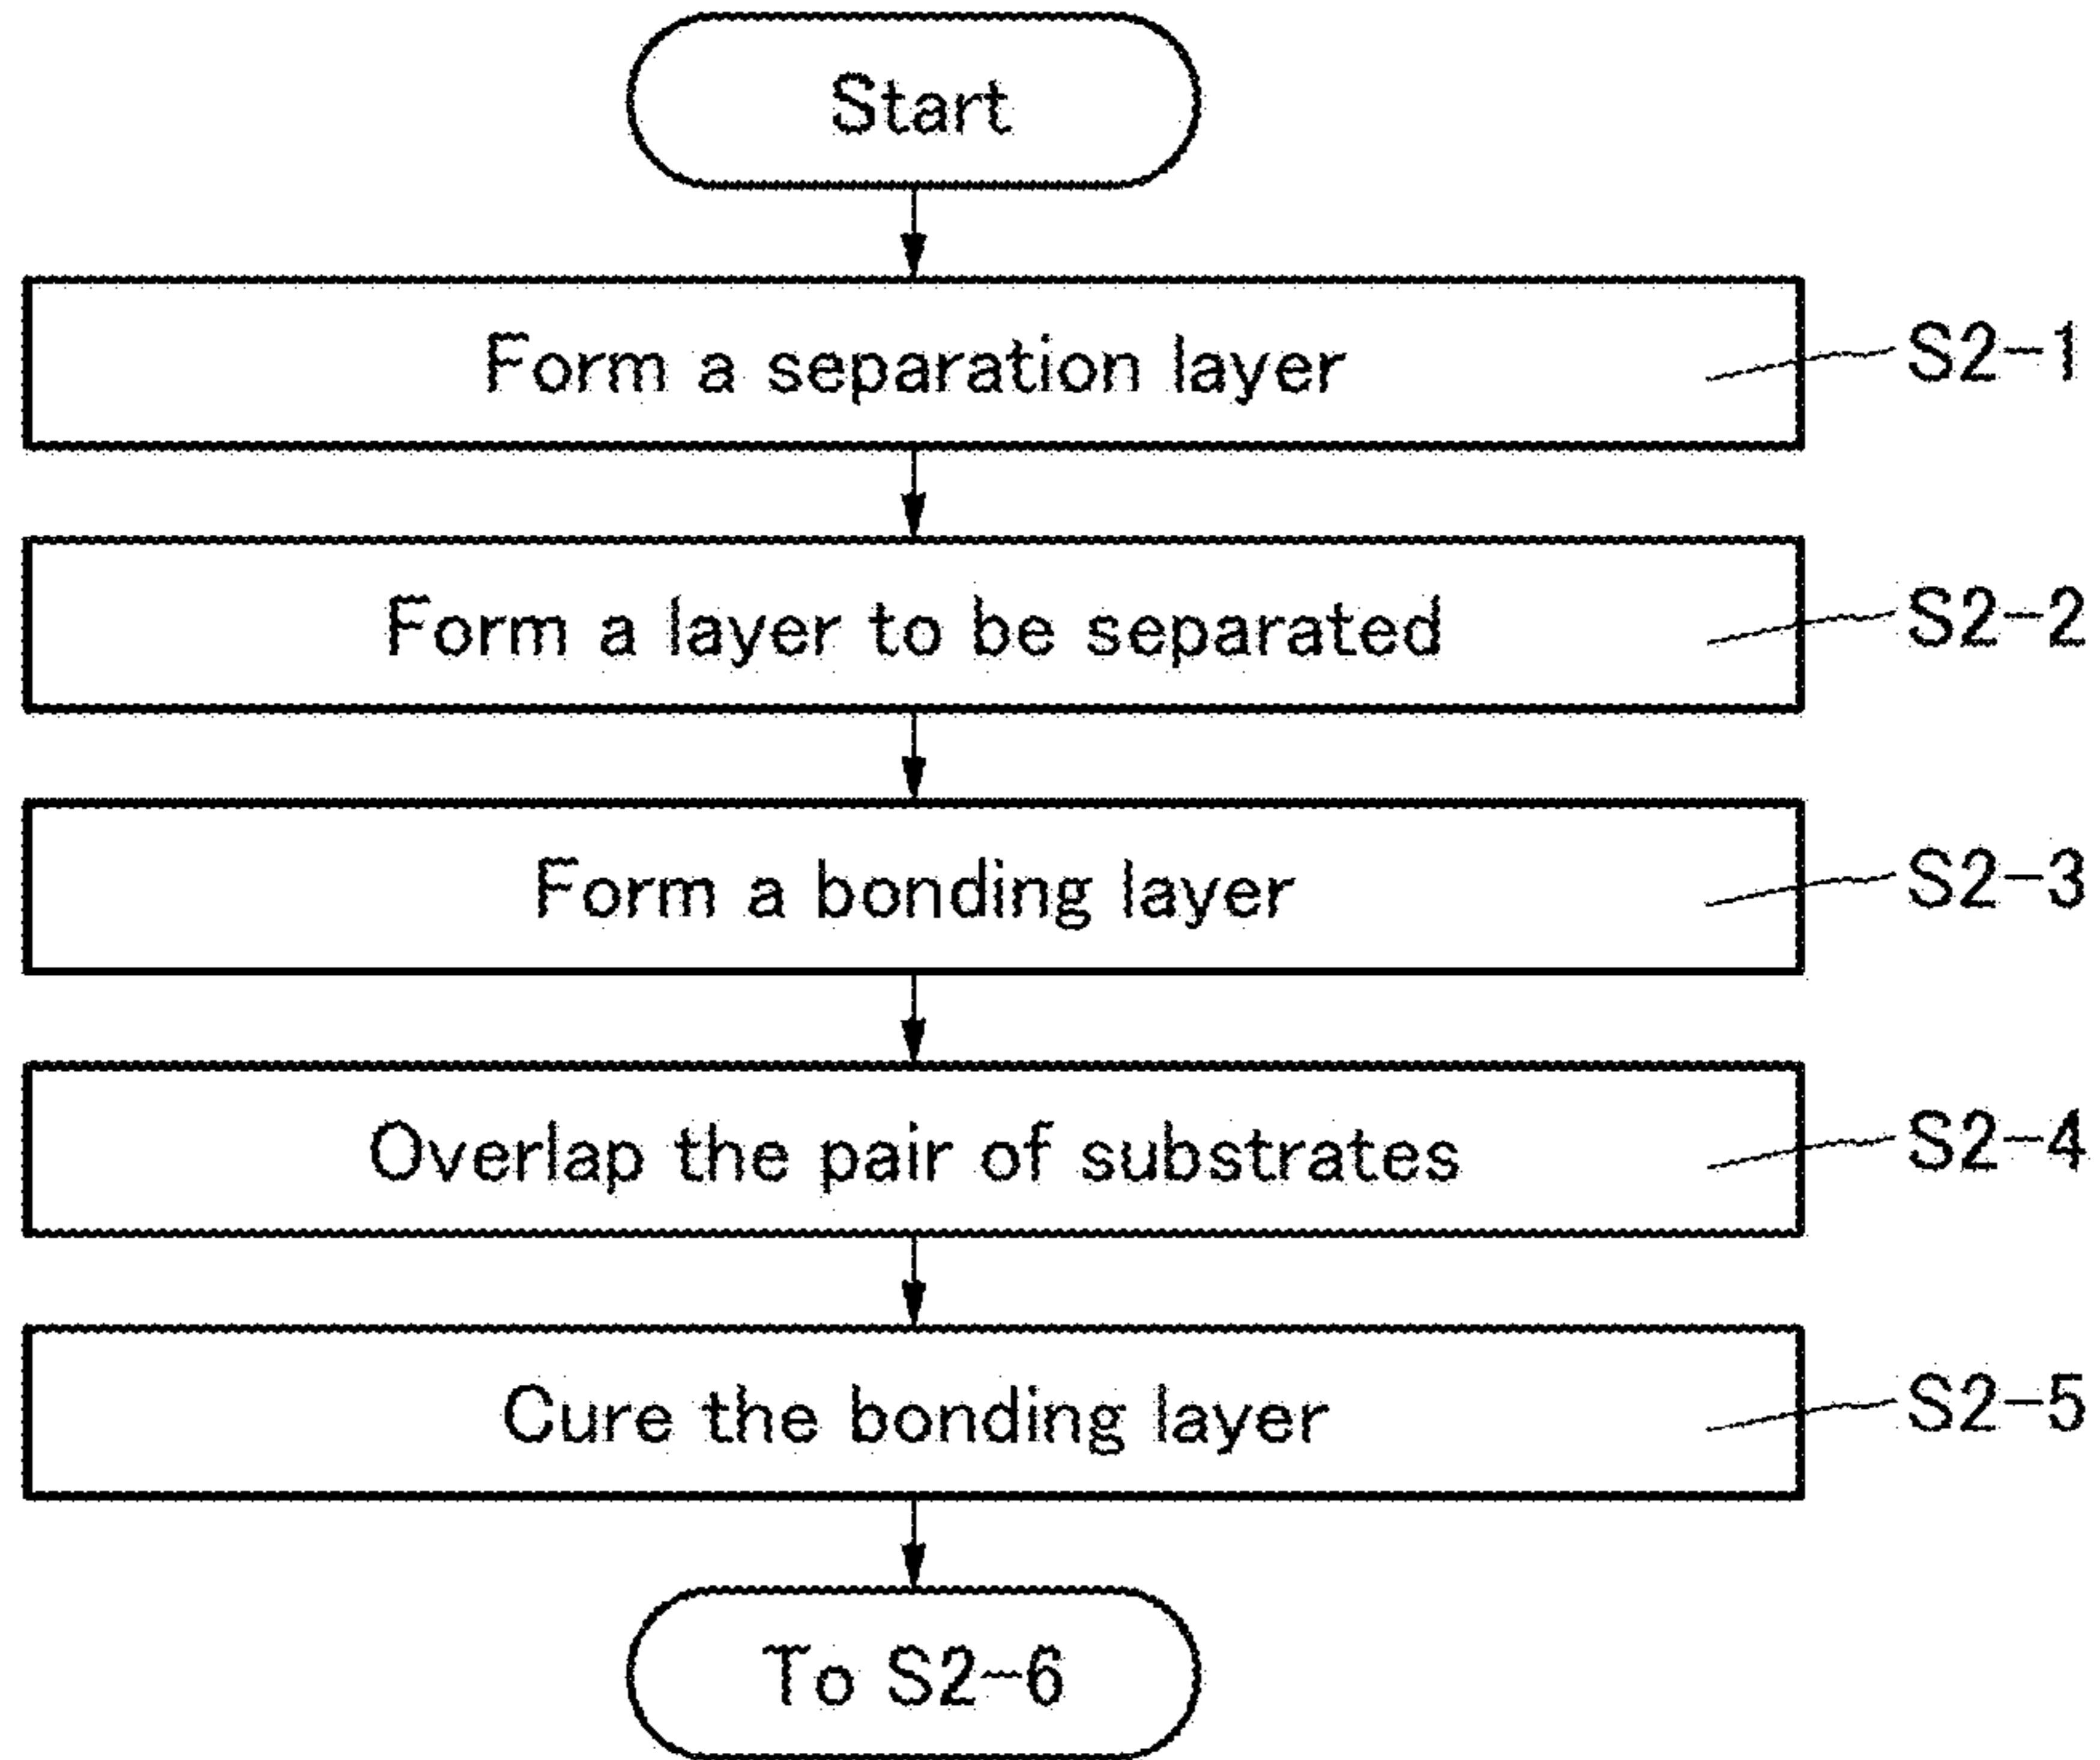 Start
Form a separation layer
S2-1
Form a layer to be separated
S2-2
Form a bonding layer
S2-3
Overlap the pair of substrates
S2-4
Cure the bonding layer
S2-5
To S2-6